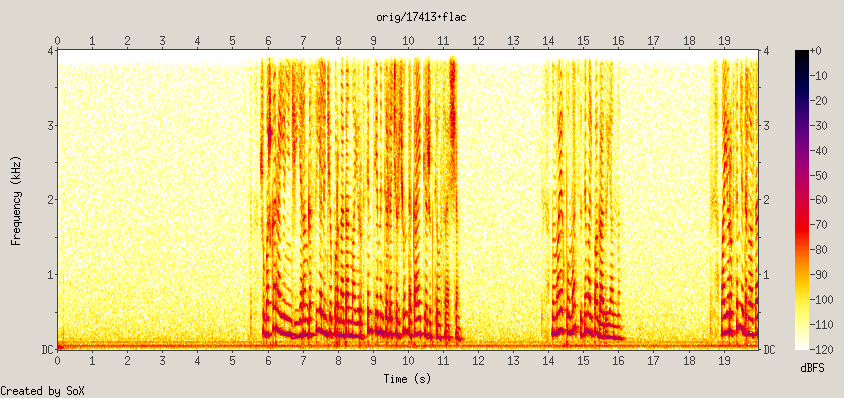 orig/17413·flac
0 1 2 3 4 5 6 7 8 9 10 11 12 13 14 15 16 17 18 19
4 4 +0
-10
-20
3 3 -30
-40
Frequency (kHz)
-50
2 2 -60
-70
-80
1 1 -90
-100
-110
DC DC -120
0 1 2 3 4 5 6 7 8 9 10 11 12 13 14 15 16 17 18 19
Time (s) dBFS
Created by SoX